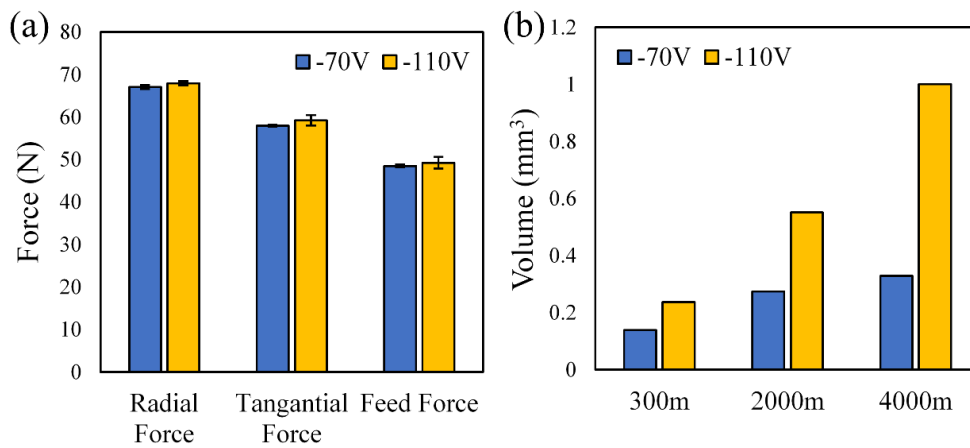 (a)
80
70
60
50
40
30
20
10
0
Force (N)
-70V -110V
Radial Force
Tangantial Force
Feed Force
(b)
1.2
1
0.8
0.6
0.4
0.2
0
Volume (mm³)
-70V -110V
300m 2000m 4000m